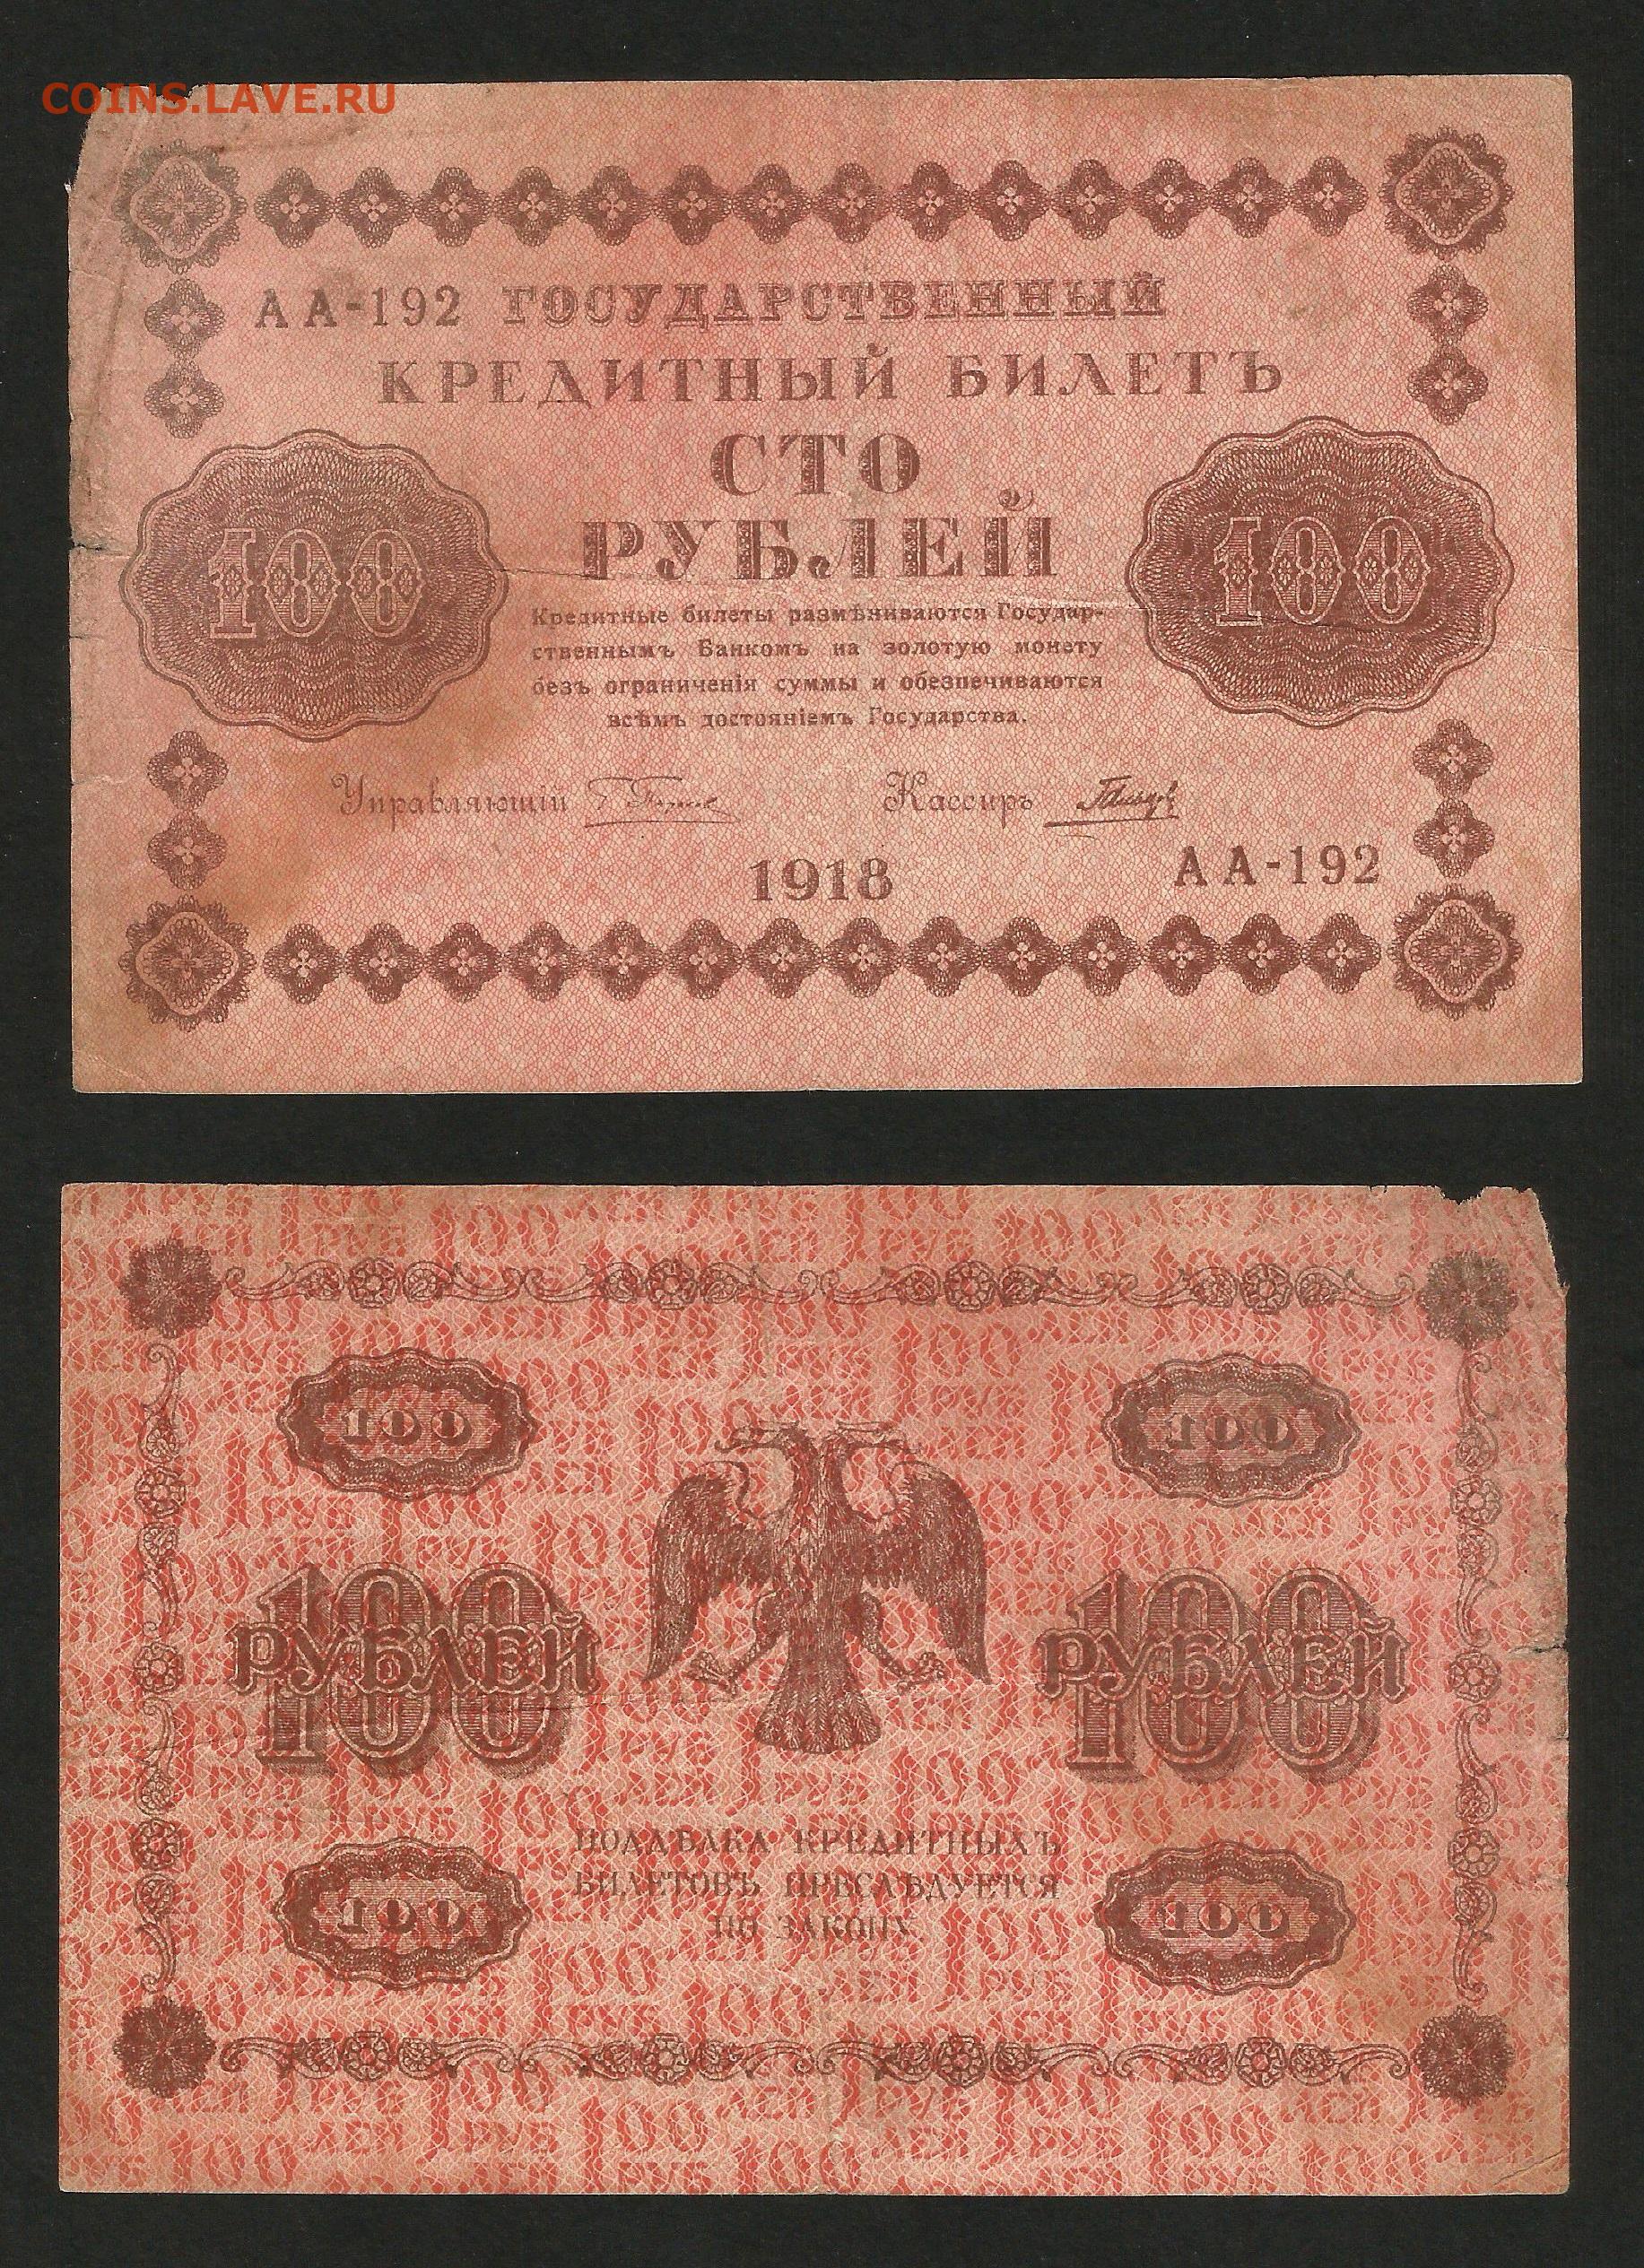 COINS.LAVE.RU
АА-192 ГОСУДАРСТВЕННЫЙ
КРЕДИТНЫЙ БИЛЕТЪ
СТО
РУБЛЕЙ
100
100
Кредитные билеты размѣниваются Государ-
ственнымъ Банкомъ на золотую монету
безъ ограниченія суммы и обезпечиваются
всѣмъ достояніемъ Государства.
Управляющій
Кассиръ
1918
АА-192
100
100
100
РУБЛЕЙ
100
100
РУБЛЕЙ
100
ПОДДѢЛКА КРЕДИТНЫХЪ
БИЛЕТОВЪ ПРЕСЛѢДУЕТСЯ
ПО ЗАКОНУ
100
100